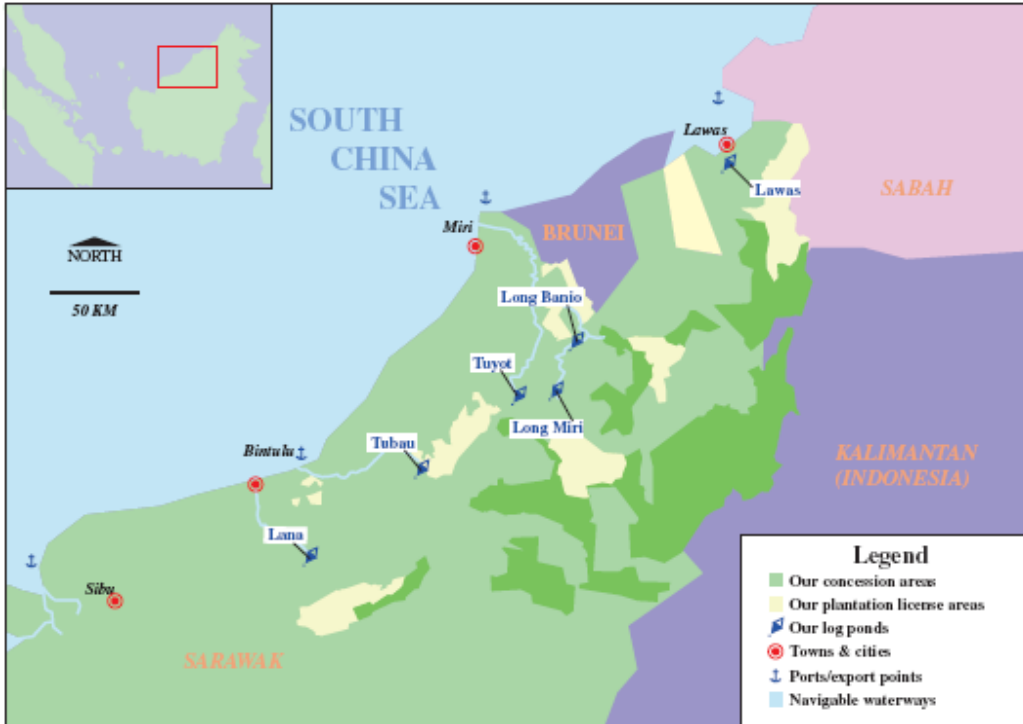 SOUTH
CHINA
SEA
Lawas
Lawas
SABAH
Miri
BRUNEI
NORTH
50 KM
Long Banio
Tuyot
Long Miri
Tubau
Bintulu
KALIMANTAN
(INDONESIA)
Lana
Sibu
SARAWAK
Legend
Our concession areas
Our plantation license areas
Our log ponds
Towns & cities
Ports/export points
Navigable waterways